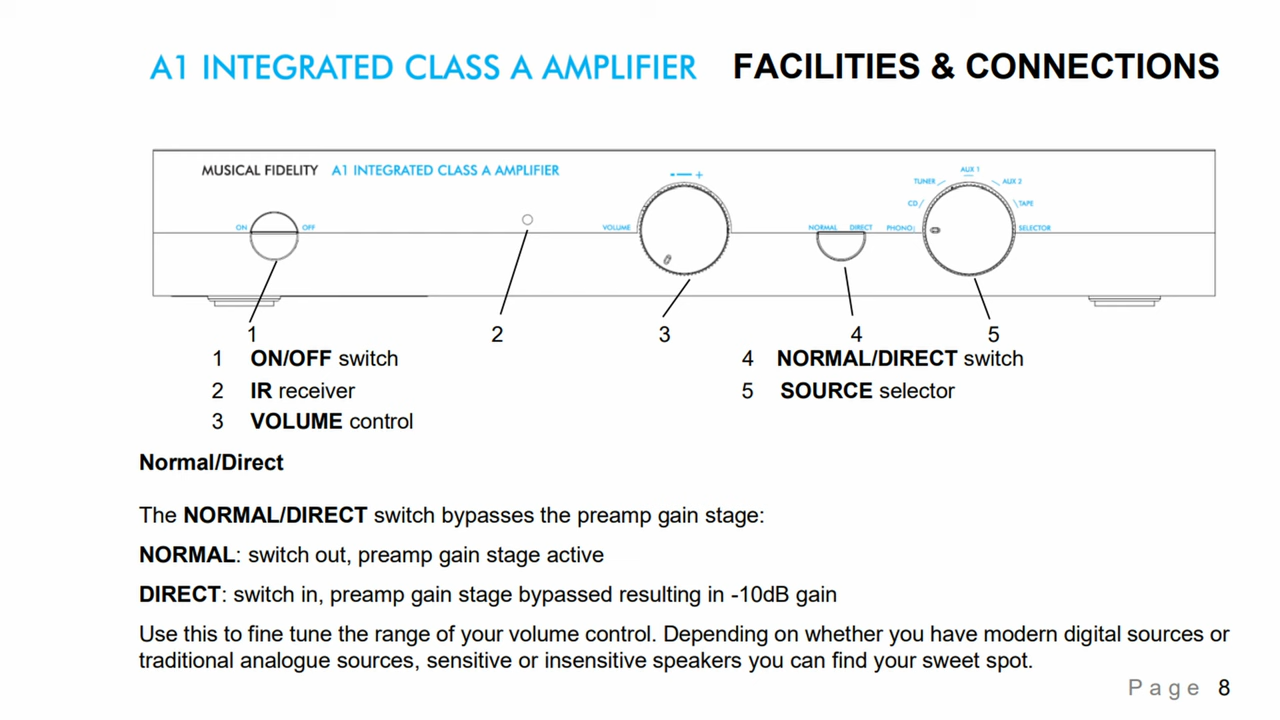 A1 INTEGRATED CLASS A AMPLIFIER FACILITIES & CONNECTIONS
MUSICAL FIDELITY A1 INTEGRATED CLASS A AMPLIFIER
ON OFF
VOLUME
- +
NORMAL DIRECT
PHONO
CD
TUNER
AUX 1
AUX 2
TAPE
SELECTOR
1 2 3 4 5
1 ON/OFF switch
2 IR receiver
3 VOLUME control
4 NORMAL/DIRECT switch
5 SOURCE selector
Normal/Direct
The NORMAL/DIRECT switch bypasses the preamp gain stage:
NORMAL: switch out, preamp gain stage active
DIRECT: switch in, preamp gain stage bypassed resulting in -10dB gain
Use this to fine tune the range of your volume control. Depending on whether you have modern digital sources or
traditional analogue sources, sensitive or insensitive speakers you can find your sweet spot.
Page 8